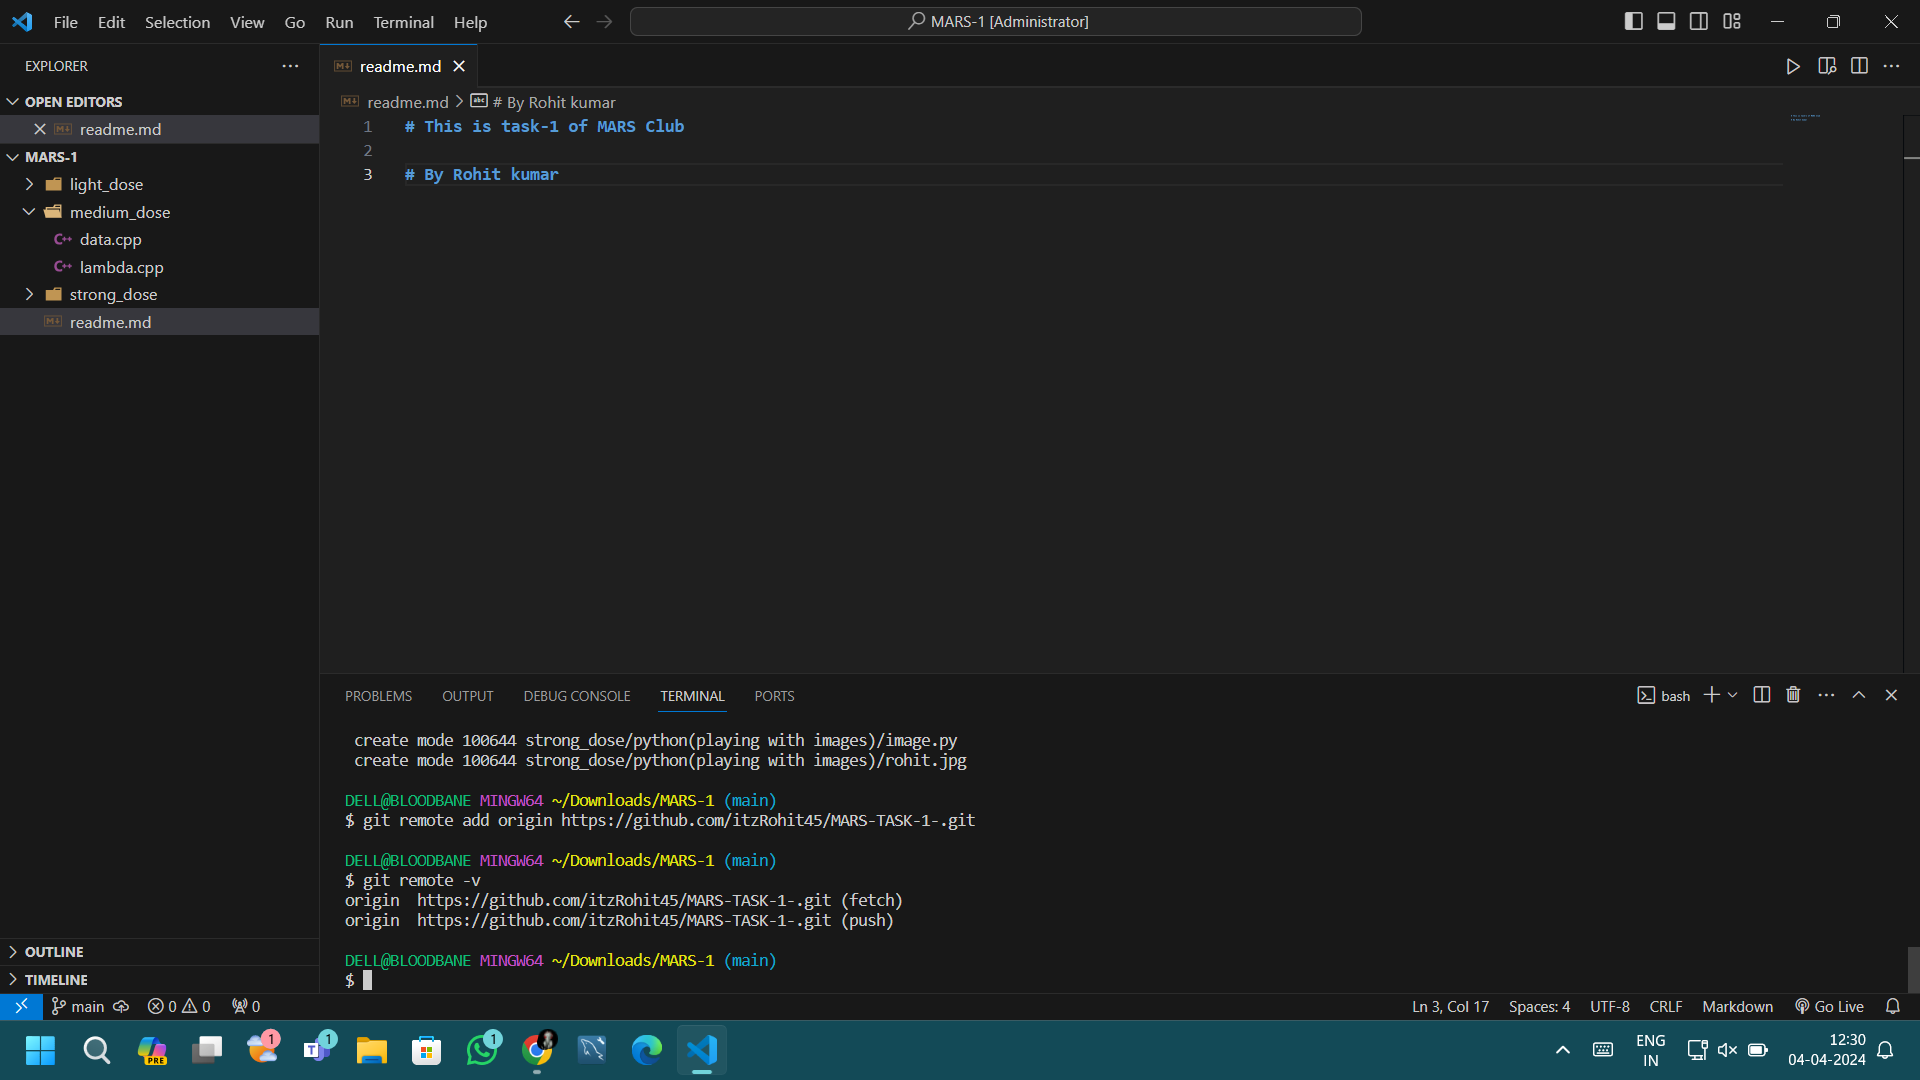 File Edit Selection View Go Run Terminal Help
MARS-1 [Administrator]
EXPLORER
OPEN EDITORS
readme.md
MARS-1
light_dose
medium_dose
data.cpp
lambda.cpp
strong_dose
readme.md
OUTLINE
TIMELINE
readme.md
readme.md > # By Rohit kumar
1 # This is task-1 of MARS Club
2
3 # By Rohit kumar
PROBLEMS OUTPUT DEBUG CONSOLE TERMINAL PORTS
bash
create mode 100644 strong_dose/python(playing with images)/image.py
create mode 100644 strong_dose/python(playing with images)/rohit.jpg
DELL@BLOODBANE MINGW64 ~/Downloads/MARS-1 (main)
$ git remote add origin https://github.com/itzRohit45/MARS-TASK-1-.git
DELL@BLOODBANE MINGW64 ~/Downloads/MARS-1 (main)
$ git remote -v
origin  https://github.com/itzRohit45/MARS-TASK-1-.git (fetch)
origin  https://github.com/itzRohit45/MARS-TASK-1-.git (push)
DELL@BLOODBANE MINGW64 ~/Downloads/MARS-1 (main)
$
main 0 0 0
Ln 3, Col 17 Spaces: 4 UTF-8 CRLF Markdown Go Live
PRE 1 1 1
ENG
IN
12:30
04-04-2024